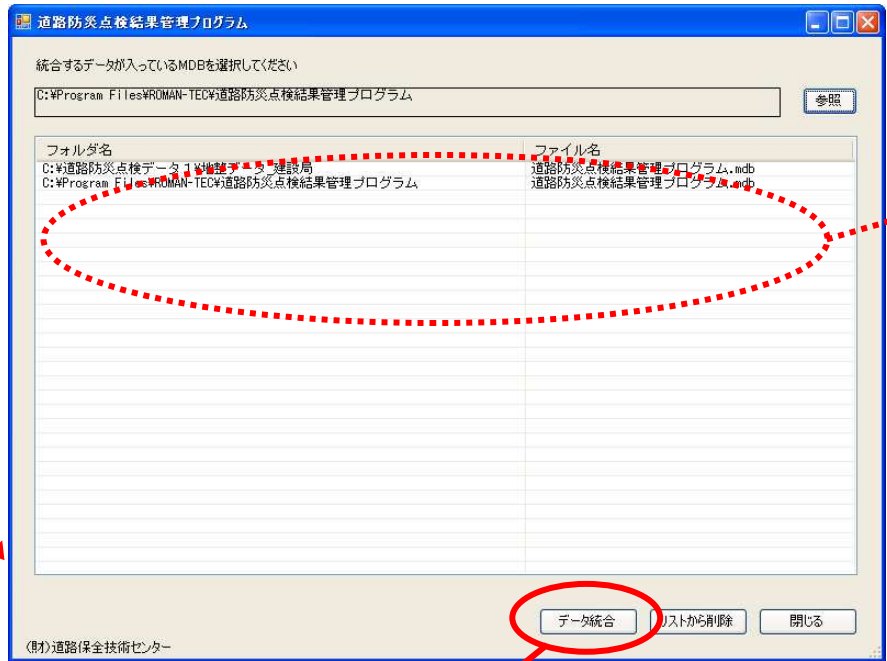 道路防災点検結果管理プログラム
統合するデータが入っているMDBを選択してください
C:¥Program Files¥ROMAN-TEC¥道路防災点検結果管理プログラム
参照
フォルダ名 ファイル名
C:¥道路防災点検データ1¥地整データ_建設局 道路防災点検結果管理プログラム.mdb
C:¥Program Files¥ROMAN-TEC¥道路防災点検結果管理プログラム 道路防災点検結果管理プログラム.mdb
データ統合 リストから削除 閉じる
(財)道路保全技術センター